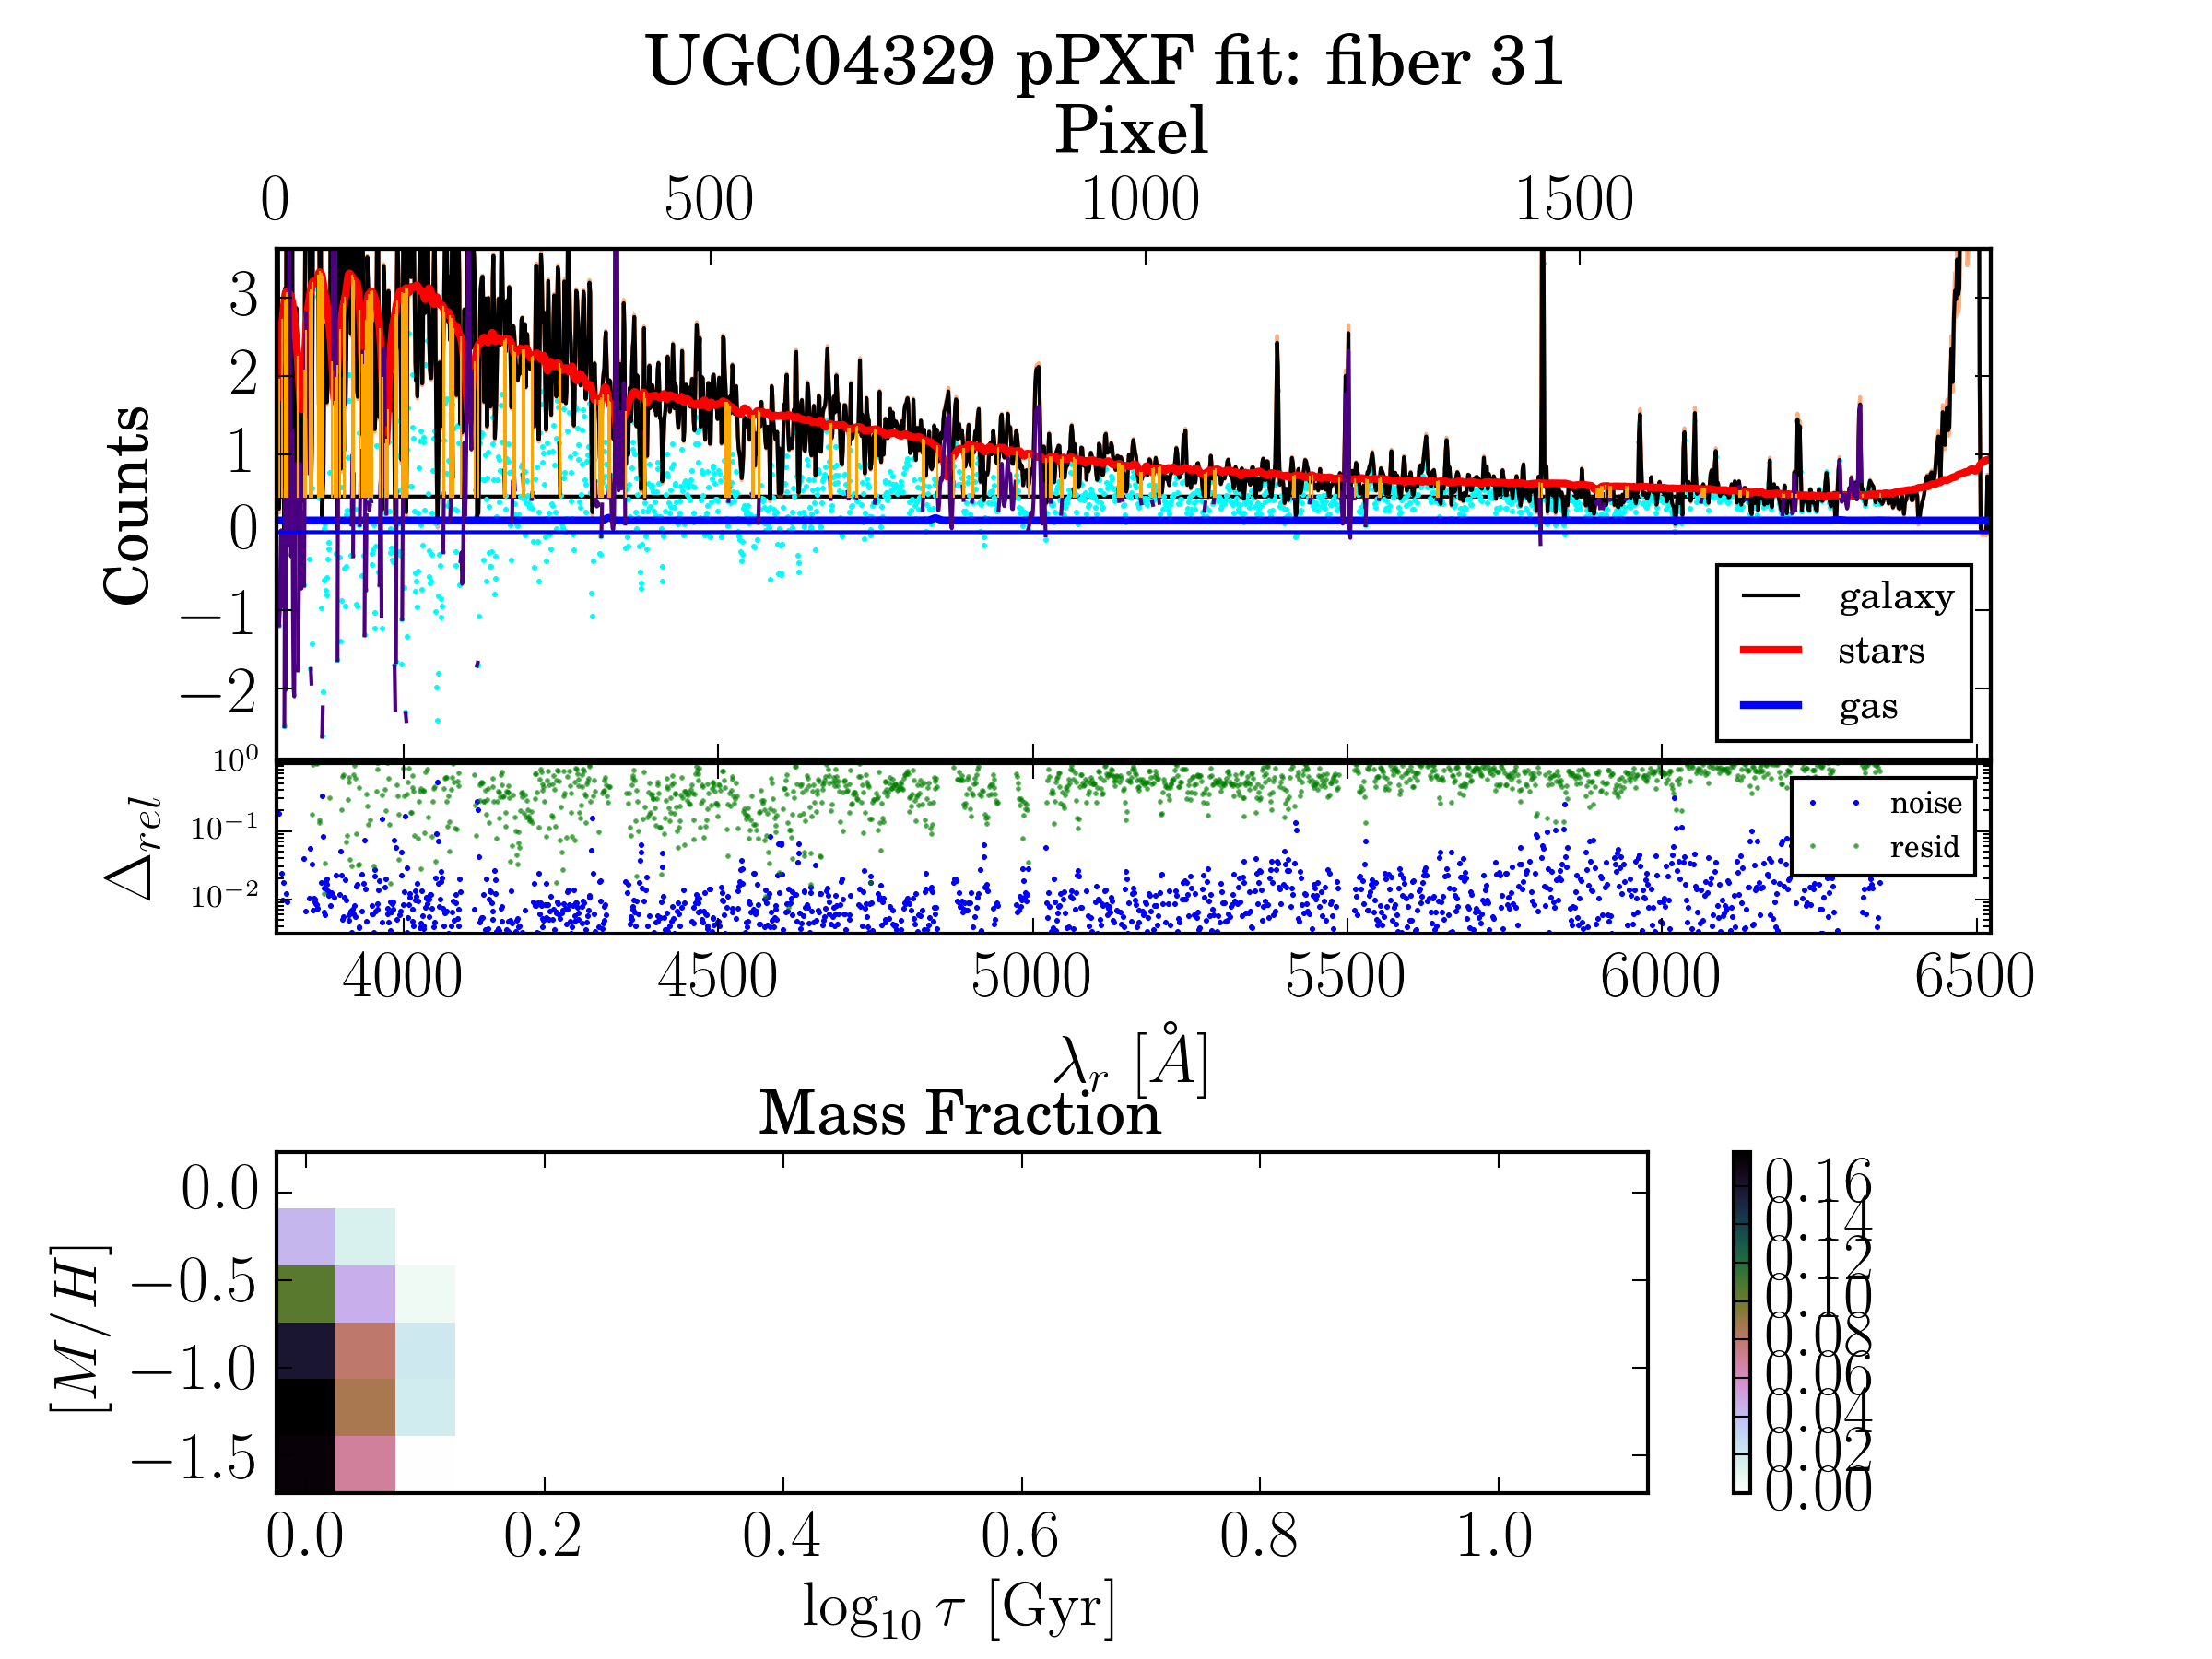 UGC04329 pPXF fit: fiber 31
Pixel
0 500 1000 1500
Counts
3
2
1
0
−1
−2
galaxy
stars
gas
Δrel
10^0
10^-1
10^-2
noise
resid
4000 4500 5000 5500 6000 6500
λr [Å]
Mass Fraction
[M/H]
0.0
−0.5
−1.0
−1.5
0.0 0.2 0.4 0.6 0.8 1.0
log10 τ [Gyr]
0.16
0.14
0.12
0.10
0.08
0.06
0.04
0.02
0.00